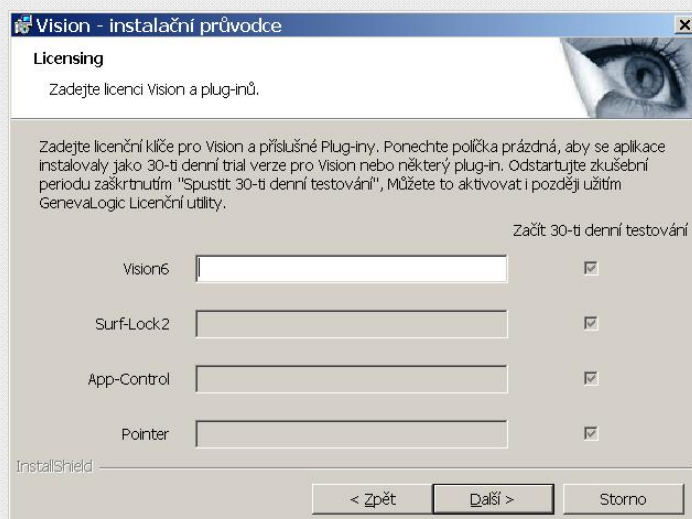 Vision - instalační průvodce
Licensing
Zadejte licenci Vision a plug-inů.
Zadejte licenční klíče pro Vision a příslušné Plug-iny. Ponechte políčka prázdná, aby se aplikace
instalovaly jako 30-ti denní trial verze pro Vision nebo některý plug-in. Odstartujte zkušební
periodu zaškrtnutím "Spustit 30-ti denní testování", Můžete to aktivovat i později užitím
GenevaLogic Licenční utility.
Začít 30-ti denní testování
Vision6
Surf-Lock2
App-Control
Pointer
InstallShield
< Zpět
Další >
Storno